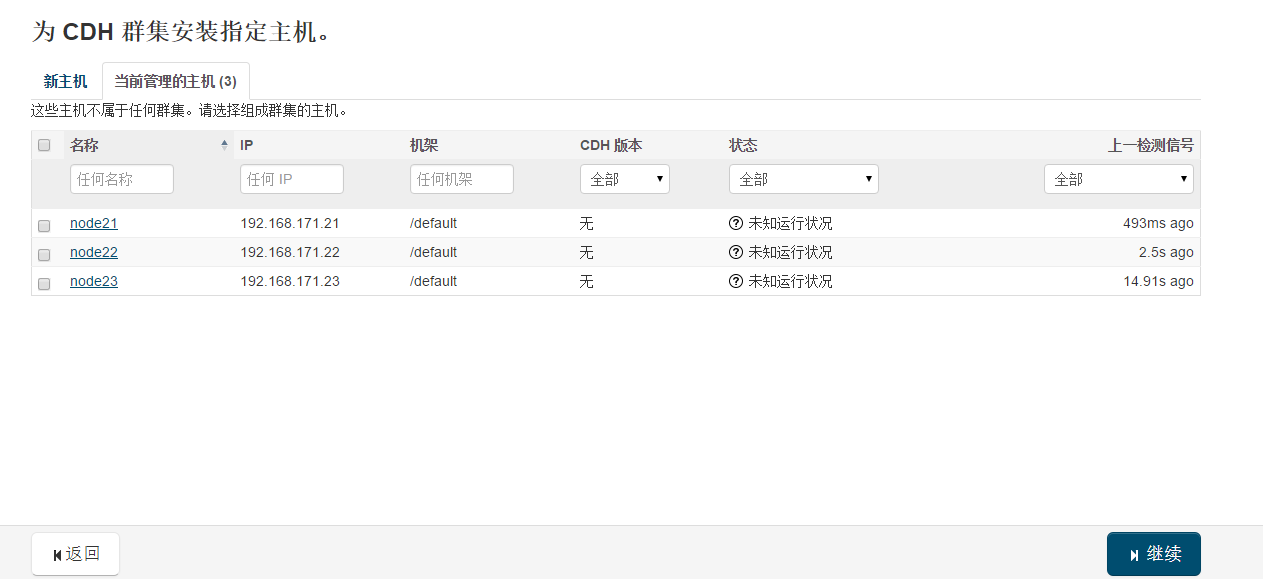 为 CDH 群集安装指定主机。
新主机 当前管理的主机 (3)
这些主机不属于任何群集。请选择组成群集的主机。
名称 IP 机架 CDH 版本 状态 上一检测信号
任何名称 任何 IP 任何机架 全部 全部 全部
node21 192.168.171.21 /default 无 未知运行状况 493ms ago
node22 192.168.171.22 /default 无 未知运行状况 2.5s ago
node23 192.168.171.23 /default 无 未知运行状况 14.91s ago
返回 继续